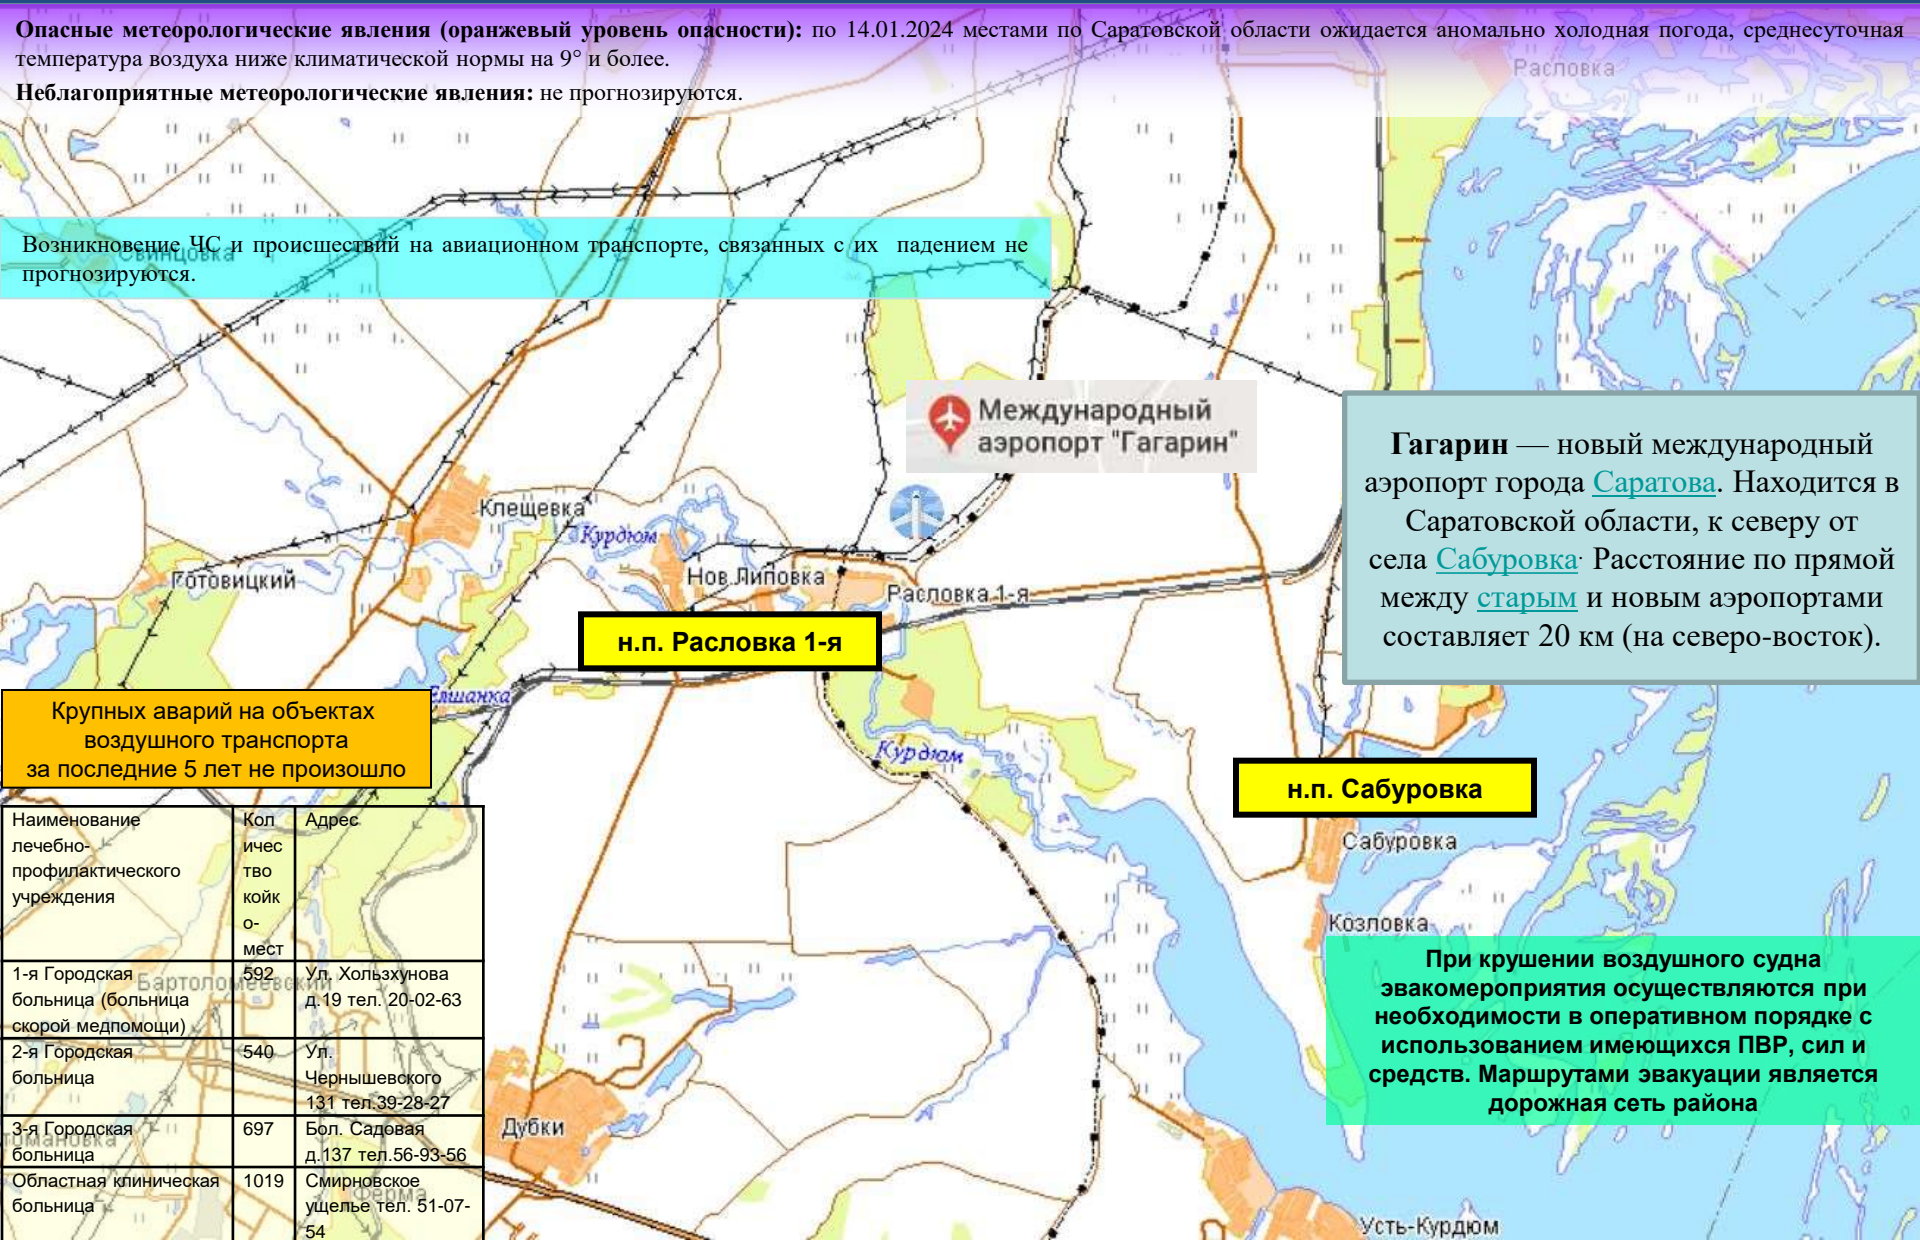 Опасные метеорологические явления (оранжевый уровень опасности): по 14.01.2024 местами по Саратовской области ожидается аномально холодная погода, среднесуточная
температура воздуха ниже климатической нормы на 9° и более.
Неблагоприятные метеорологические явления: не прогнозируются.
Расловка
Возникновение ЧС и происшествий на авиационном транспорте, связанных с их падением не
прогнозируются.
Свинцовка
Международный
аэропорт "Гагарин"
Гагарин — новый международный
аэропорт города Саратова. Находится в
Саратовской области, к северу от
села Сабуровка. Расстояние по прямой
между старым и новым аэропортами
составляет 20 км (на северо-восток).
Клещевка
Курдюм
Готовицкий
Нов.Липовка
Расловка 1-я
н.п. Расловка 1-я
Елшанка
Крупных аварий на объектах
воздушного транспорта
за последние 5 лет не произошло
Курдюм
н.п. Сабуровка
Сабуровка
Козловка
Наименование
лечебно-
профилактического
учреждения
Кол
ичес
тво
койк
о-
мест
Адрес
1-я Городская
больница (больница
скорой медпомощи)
592
Ул. Хользхунова
д.19 тел. 20-02-63
Бартоломеевский
2-я Городская
больница
540
Ул.
Чернышевского
131 тел.39-28-27
3-я Городская
больница
697
Бол. Садовая
д.137 тел.56-93-56
Областная клиническая
больница
1019
Смирновское
ущелье тел. 51-07-
54
Ферма
Дубки
При крушении воздушного судна
эвакомероприятия осуществляются при
необходимости в оперативном порядке с
использованием имеющихся ПВР, сил и
средств. Маршрутами эвакуации является
дорожная сеть района
Усть-Курдюм